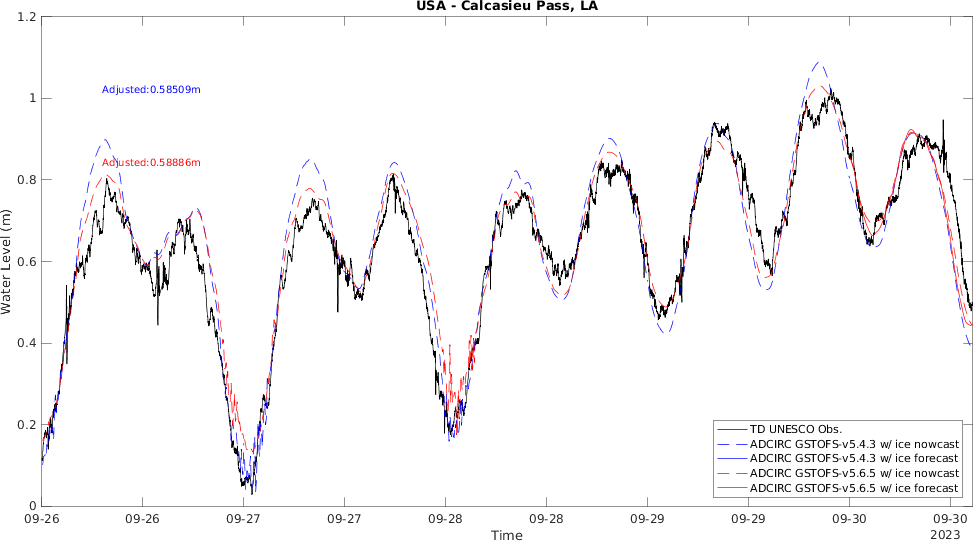 USA - Calcasieu Pass, LA
1.2
1
0.8
0.6
0.4
0.2
0
Water Level (m)
Adjusted:0.58509m
Adjusted:0.58886m
TD UNESCO Obs.
ADCIRC GSTOFS-v5.4.3 w/ ice nowcast
ADCIRC GSTOFS-v5.4.3 w/ ice forecast
ADCIRC GSTOFS-v5.6.5 w/ ice nowcast
ADCIRC GSTOFS-v5.6.5 w/ ice forecast
09-26 09-26 09-27 09-27 09-28 09-28 09-29 09-29 09-30 09-30
2023
Time